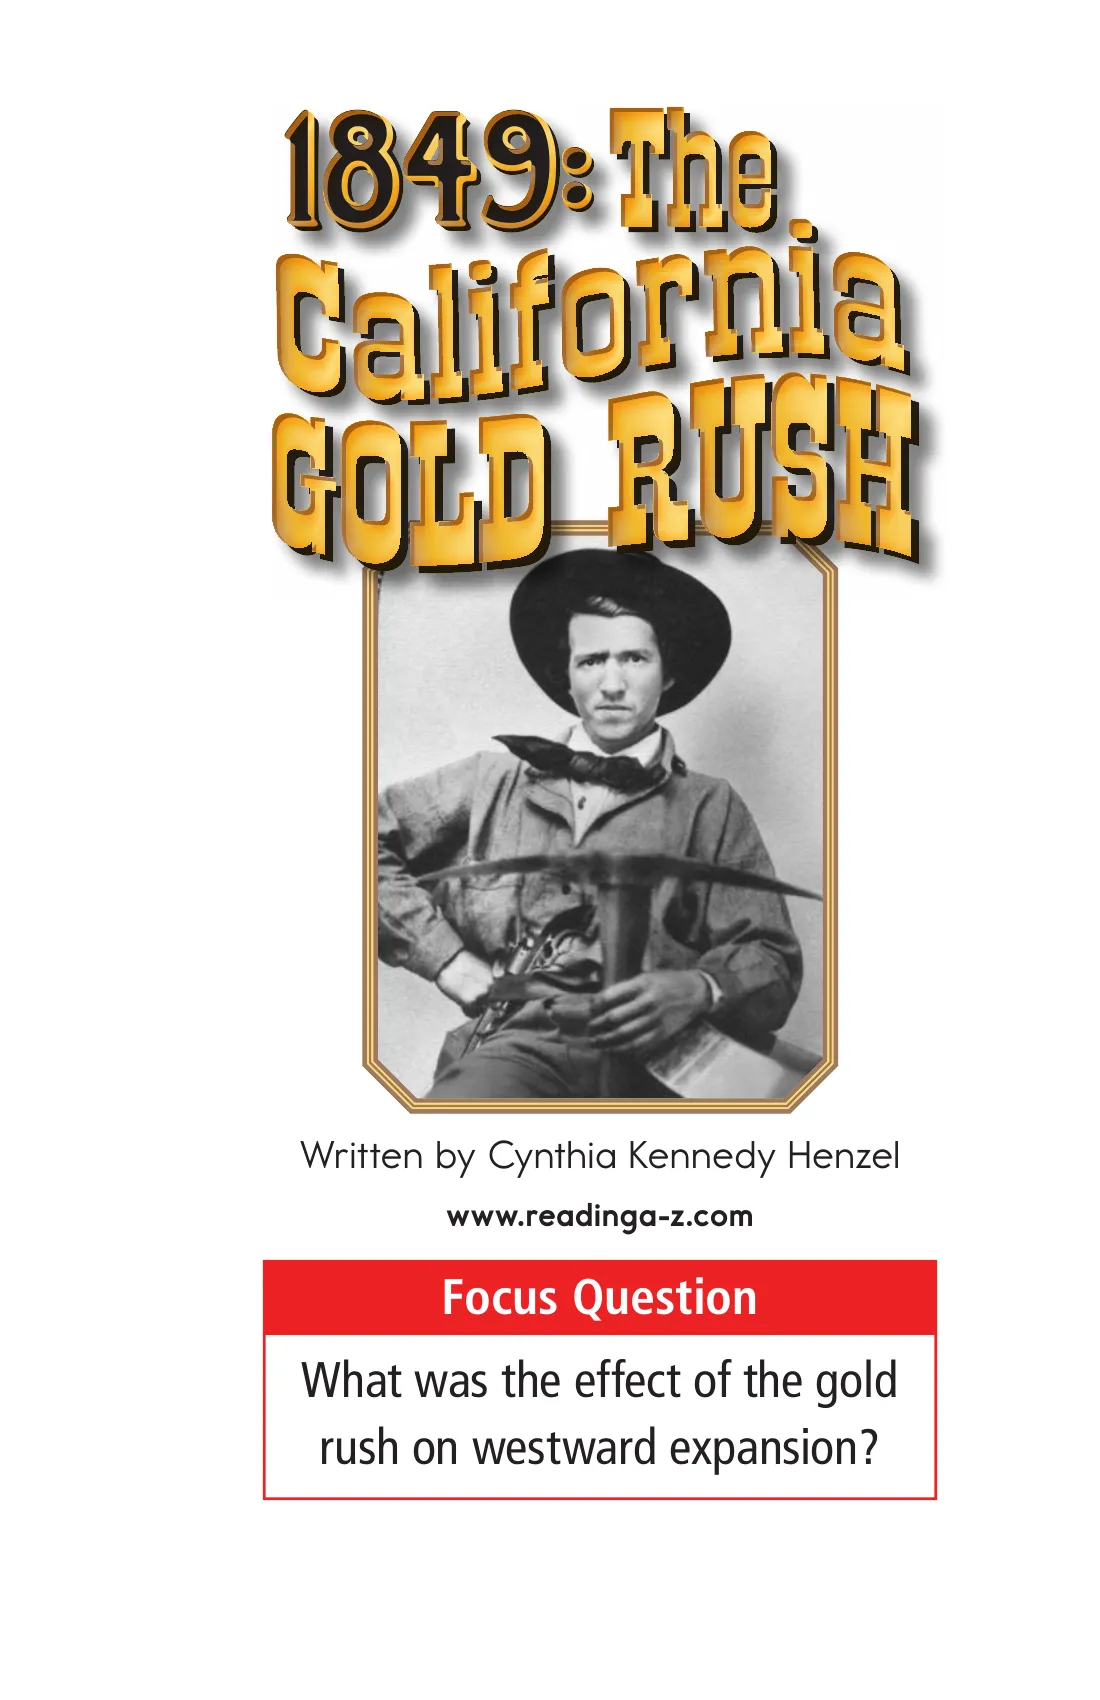 1849: The
California
GOLD RUSH
Written by Cynthia Kennedy Henzel
www.readinga-z.com
Focus Question
What was the effect of the gold
rush on westward expansion?